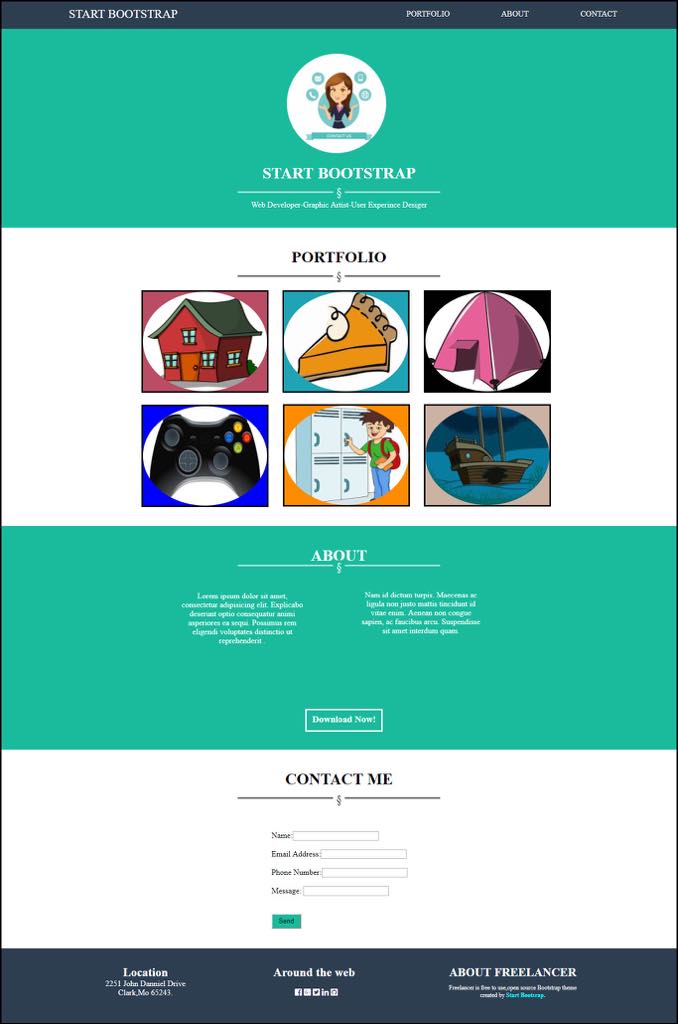 START BOOTSTRAP
PORTFOLIO ABOUT CONTACT
CONTACT US
START BOOTSTRAP
§
Web Developer-Graphic Artist-User Experince Desiger
PORTFOLIO
§
ABOUT
§
Lorem ipsum dolor sit amet,
consectetur adipisicing elit. Explicabo
deserunt optio consequatur animi
asperiores ea sequi. Possimus rem
eligendi voluptates distinctio ut
reprehenderit .
Nam id dictum turpis. Maecenas ac
ligula non justo mattis tincidunt id
vitae enim. Aenean non congue
sapien, ac faucibus arcu. Suspendisse
sit amet interdum quam.
Download Now!
CONTACT ME
§
Name:
Email Address:
Phone Number:
Message:
Send
Location
2251 John Danniel Drive
Clark,Mo 65243.
Around the web
ABOUT FREELANCER
Freelancer is free to use,open source Bootstrap theme
created by Start Bootsrap.